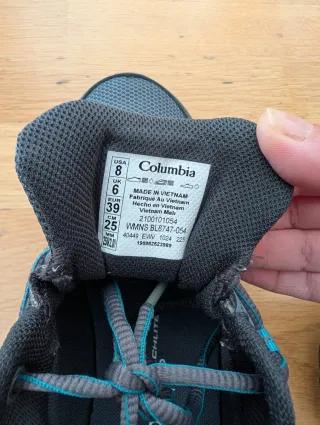 USA 8
UK 6
EUR 39
CM 25
Columbia
MADE IN VIETNAM
Fabriqué Au Vietnam
Hecho en Vietnam
Vietnam Malı
2100101054
WMNS BL8747-054